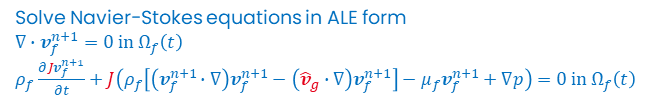 Solve Navier-Stokes equations in ALE form
∇ · v_f^{n+1} = 0 in Ω_f(t)
ρ_f ∂Jv_f^{n+1}/∂t + J(ρ_f[(v_f^{n+1} · ∇)v_f^{n+1} − (v̂_g · ∇)v_f^{n+1}] − μ_f v_f^{n+1} + ∇p) = 0 in Ω_f(t)